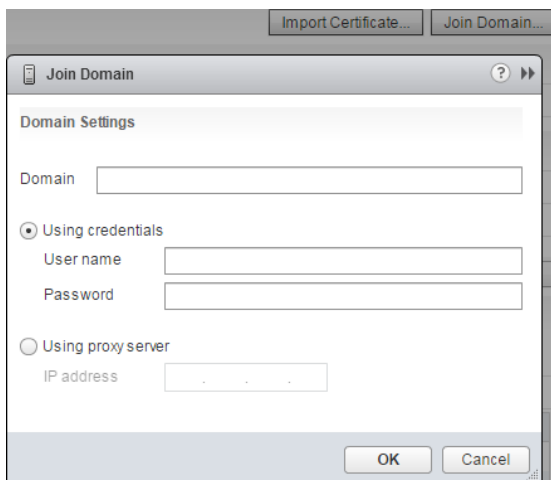 Import Certificate... Join Domain...
Join Domain ?
Domain Settings
Domain
Using credentials
User name
Password
Using proxy server
IP address . . .
OK Cancel